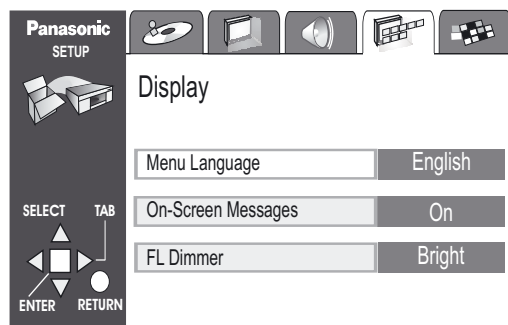 Panasonic
SETUP
Display
Menu Language English
On-Screen Messages On
FL Dimmer Bright
SELECT TAB
ENTER RETURN